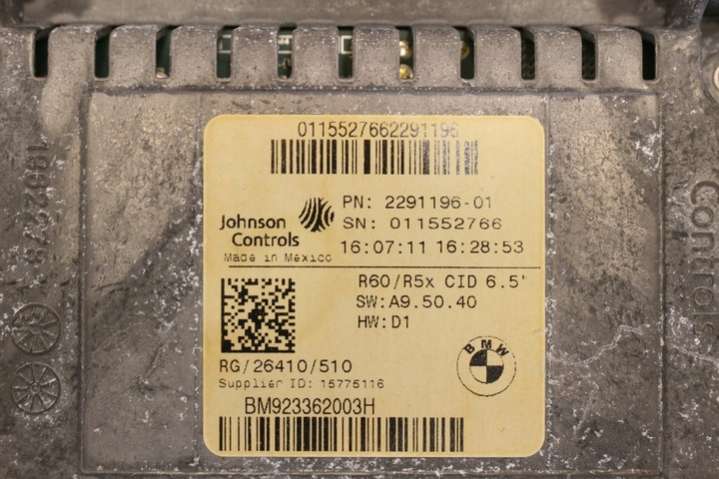 0115527662291196
PN: 2291196-01
Johnson
Controls
SN: 011552766
16:07:11 16:28:53
Made in Mexico
R60/R5x CID 6.5'
SW:A9.50.40
HW:D1
BMW
RG/26410/510
Supplier ID: 15775116
BM923362003H
Controls